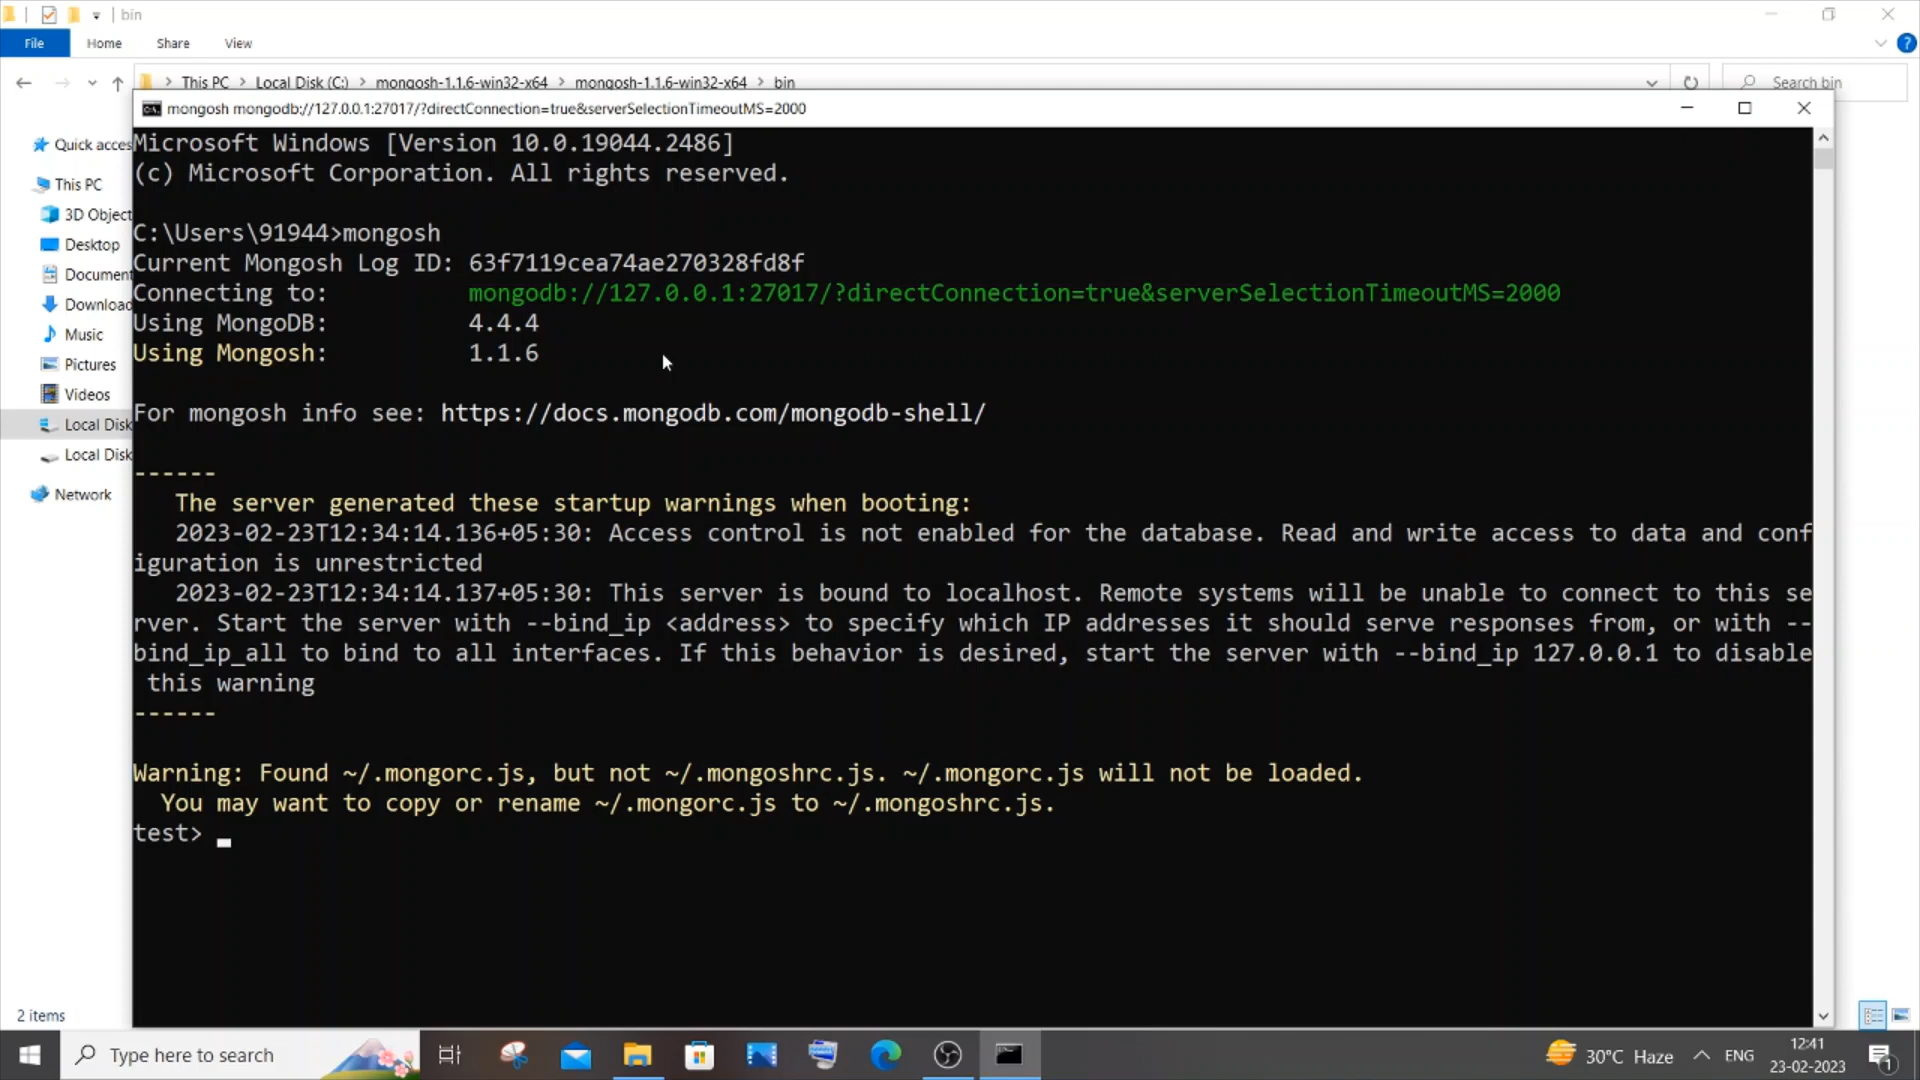 bin
File
Home
Share
View
This PC
Local Disk (C:)
mongosh-1.1.6-win32-x64
mongosh-1.1.6-win32-x64
bin
Search bin
mongosh mongodb://127.0.0.1:27017/?directConnection=true&serverSelectionTimeoutMS=2000
Quick acces
This PC
3D Object
Desktop
Document
Download
Music
Pictures
Videos
Local Disk
Local Disk
Network
Microsoft Windows [Version 10.0.19044.2486]
(c) Microsoft Corporation. All rights reserved.
C:\Users\91944>mongosh
Current Mongosh Log ID: 63f7119cea74ae270328fd8f
Connecting to: mongodb://127.0.0.1:27017/?directConnection=true&serverSelectionTimeoutMS=2000
Using MongoDB: 4.4.4
Using Mongosh: 1.1.6
For mongosh info see: https://docs.mongodb.com/mongodb-shell/
------
The server generated these startup warnings when booting:
2023-02-23T12:34:14.136+05:30: Access control is not enabled for the database. Read and write access to data and conf
iguration is unrestricted
2023-02-23T12:34:14.137+05:30: This server is bound to localhost. Remote systems will be unable to connect to this se
rver. Start the server with --bind_ip <address> to specify which IP addresses it should serve responses from, or with --
bind_ip_all to bind to all interfaces. If this behavior is desired, start the server with --bind_ip 127.0.0.1 to disable
this warning
------
Warning: Found ~/.mongorc.js, but not ~/.mongoshrc.js. ~/.mongorc.js will not be loaded.
You may want to copy or rename ~/.mongorc.js to ~/.mongoshrc.js.
test>
2 items
Type here to search
30°C Haze
ENG
12:41
23-02-2023
1